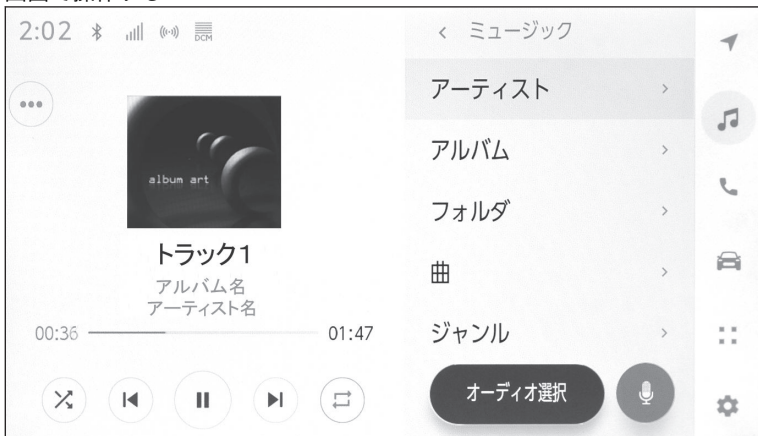 画面で操作する
2:02
DCM
album art
トラック1
アルバム名
アーティスト名
00:36
01:47
ミュージック
アーティスト
アルバム
フォルダ
曲
ジャンル
オーディオ選択